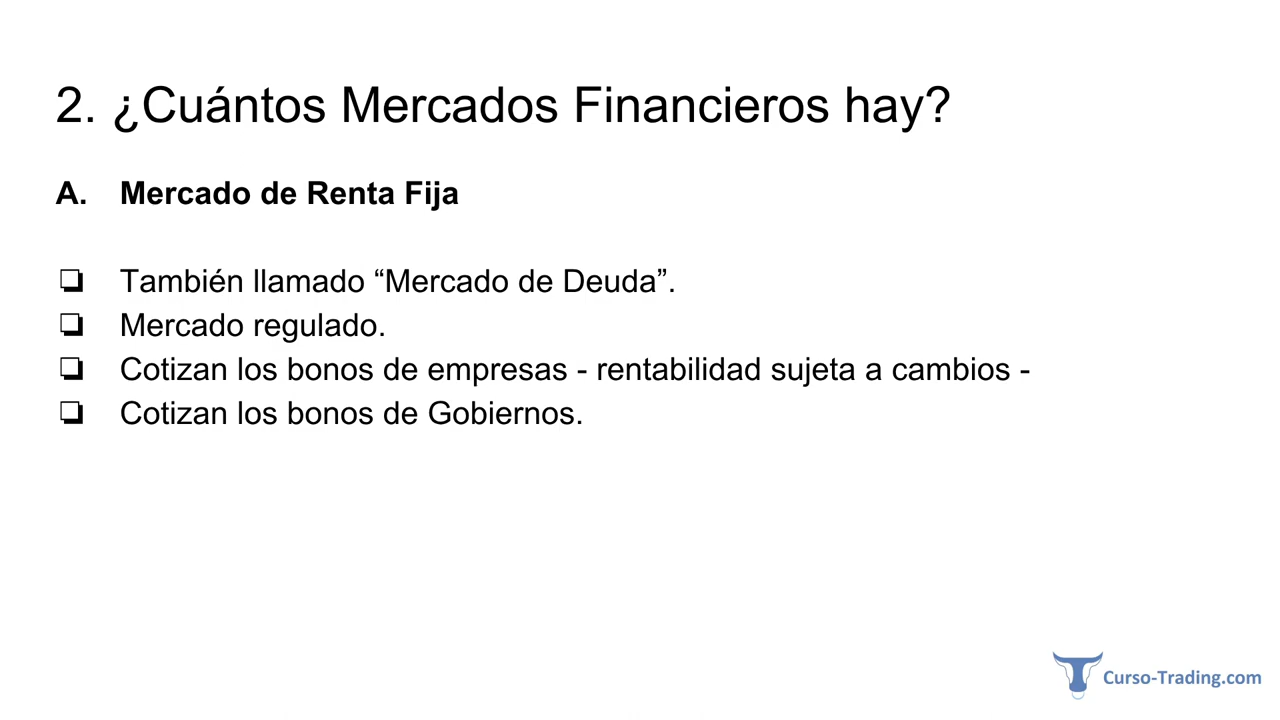 2. ¿Cuántos Mercados Financieros hay?
A. Mercado de Renta Fija
❏ También llamado “Mercado de Deuda”.
❏ Mercado regulado.
❏ Cotizan los bonos de empresas - rentabilidad sujeta a cambios -
❏ Cotizan los bonos de Gobiernos.
Curso-Trading.com